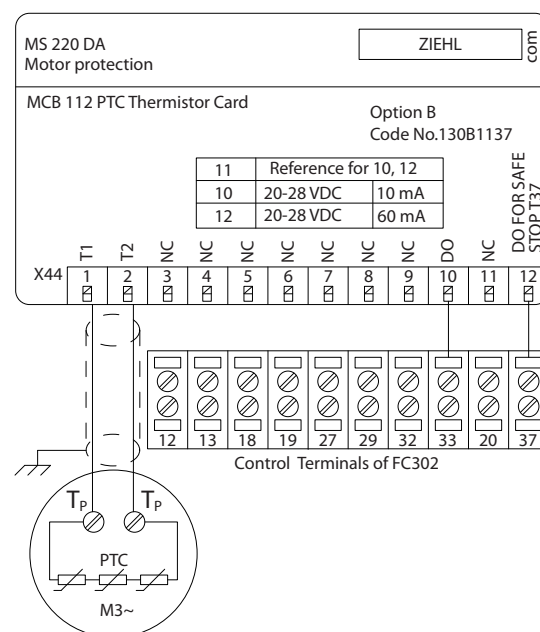 MS 220 DA
Motor protection
ZIEHL
com
MCB 112 PTC Thermistor Card
Option B
Code No.130B1137
11 Reference for 10, 12
10 20-28 VDC 10 mA
12 20-28 VDC 60 mA
T1 T2 NC NC NC NC NC NC NC DO NC DO FOR SAFE
STOP T37
X44 1 2 3 4 5 6 7 8 9 10 11 12
12 13 18 19 27 29 32 33 20 37
Control Terminals of FC302
TP TP
PTC
M3~